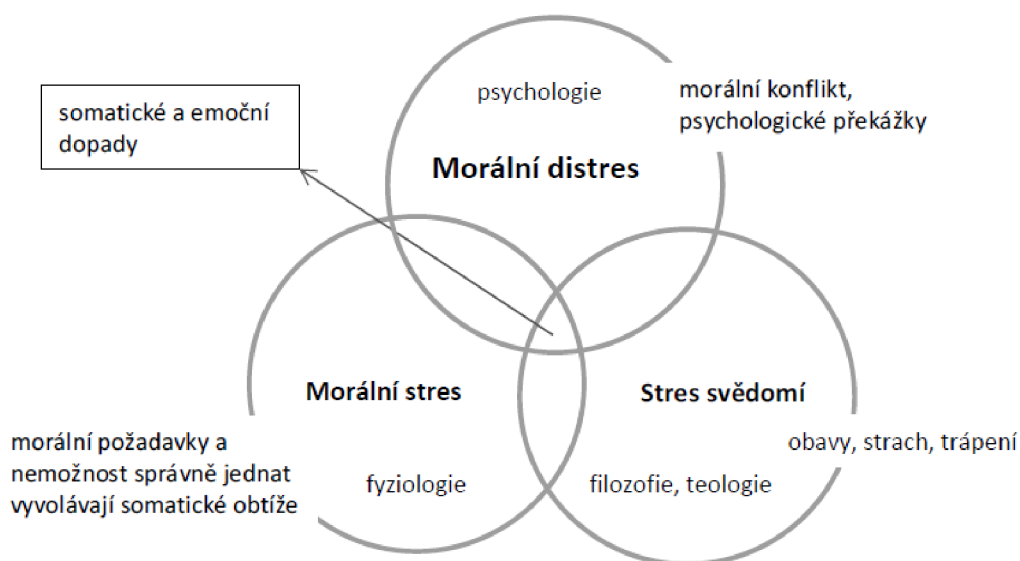 psychologie
morální konflikt,
psychologické překážky
somatické a emoční
dopady
Morální distres
Morální stres
Stres svědomí
morální požadavky a
nemožnost správně jednat
vyvolávají somatické obtíže
obavy, strach, trápení
fyziologie
filozofie, teologie